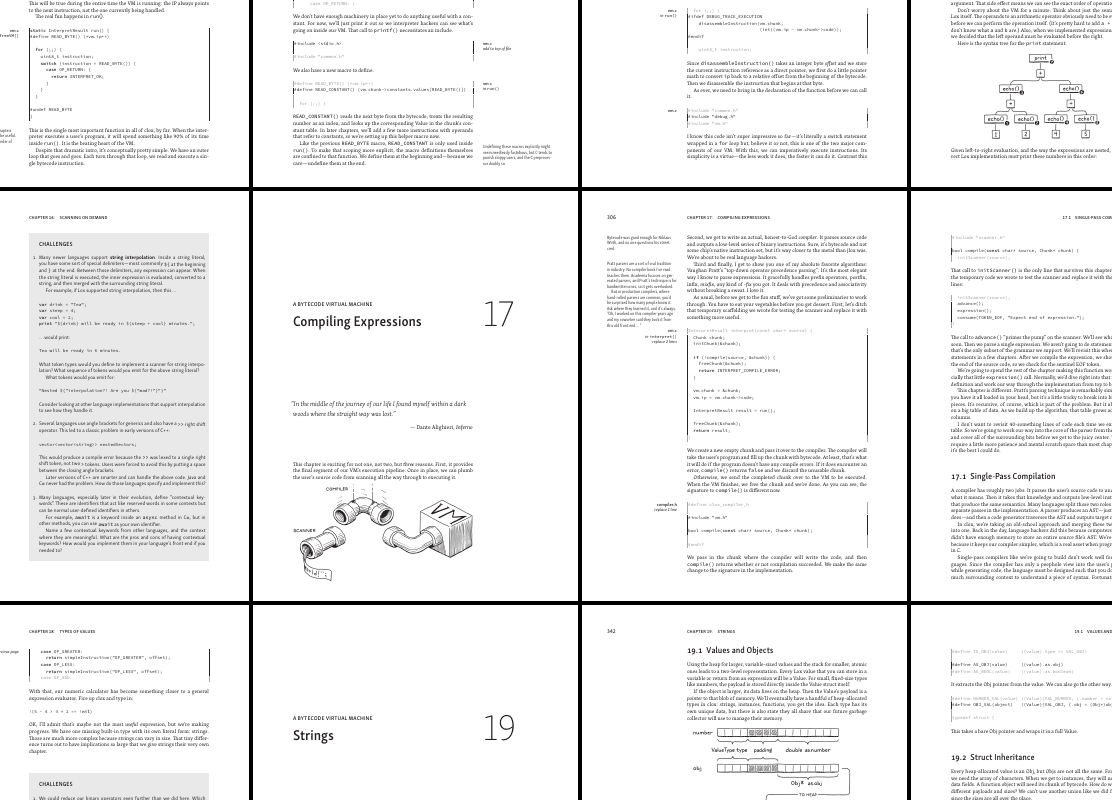 This will be true during the entire time the VM is running: the IP always points
to the next instruction, not the one currently being handled.
The real fun happens in run().
static InterpretResult run() {
#define READ_BYTE() (*vm.ip++)
for (;;) {
uint8_t instruction;
switch (instruction = READ_BYTE()) {
case OP_RETURN: {
return INTERPRET_OK;
}
}
}
#undef READ_BYTE
}
This is the single most important function in all of clox, by far. When the inter-
preter executes a user's program, it will spend something like 90% of its time
inside run(). It is the beating heart of the VM.
Despite that dramatic intro, it's conceptually pretty simple. We have an outer
loop that goes and goes. Each turn through that loop, we read and execute a sin-
gle bytecode instruction.
case OP_RETURN: {
We don't have enough machinery in place yet to do anything useful with a con-
stant. For now, we'll just print it out so we interpreter hackers can see what's
going on inside our VM. That call to printf() necessitates an include.
vm.c
add to top of file
#include <stdio.h>
#include "common.h"
We also have a new macro to define.
vm.c
in run()
#define READ_BYTE() (*vm.ip++)
#define READ_CONSTANT() (vm.chunk->constants.values[READ_BYTE()])
for (;;) {
READ_CONSTANT() reads the next byte from the bytecode, treats the resulting
number as an index, and looks up the corresponding Value in the chunk's con-
stant table. In later chapters, we'll add a few more instructions with operands
that refer to constants, so we're setting up this helper macro now.
Like the previous READ_BYTE macro, READ_CONSTANT is only used inside
run(). To make that scoping more explicit, the macro definitions themselves
are confined to that function. We define them at the beginning and—because we
care—undefine them at the end.
Undefining these macros explicitly might
seem needlessly fastidious, but C tends to
punish sloppy users, and the C preproces-
sor doubly so.
vm.c
in run()
#ifdef DEBUG_TRACE_EXECUTION
disassembleInstruction(vm.chunk,
(int)(vm.ip - vm.chunk->code));
#endif
uint8_t instruction;
Since disassembleInstruction() takes an integer byte offset and we store
the current instruction reference as a direct pointer, we first do a little pointer
math to convert ip back to a relative offset from the beginning of the bytecode.
Then we disassemble the instruction that begins at that byte.
As ever, we need to bring in the declaration of the function before we can call
it.
vm.c
#include "common.h"
#include "debug.h"
#include "vm.h"
I know this code isn't super impressive so far—it's literally a switch statement
wrapped in a for loop but, believe it or not, this is one of the two major com-
ponents of our VM. With this, we can imperatively execute instructions. Its
simplicity is a virtue—the less work it does, the faster it can do it. Contrast this
argument. That side effect means we can see the exact order of
Don't worry about the VM for a minute. Think about just the sema
Lox itself. The operands to an arithmetic operator obviously need to be e
before we can perform the operation itself. (It's pretty hard to add a +
don't know what a and b are.) Also, when we implemented expression
we decided that the left operand must be evaluated before the right.
Here is the syntax tree for the print statement:
print
+
echo() echo()
+ +
echo() echo() echo() echo()
1 2 4 5
Given left-to-right evaluation, and the way the expressions are nested,
rect Lox implementation must print these numbers in this order:
CHAPTER 16 SCANNING ON DEMAND
CHALLENGES
1. Many newer languages support string interpolation. Inside a string literal,
you have some sort of special delimiters—most commonly ${ at the beginning
and } at the end. Between those delimiters, any expression can appear. When
the string literal is executed, the inner expression is evaluated, converted to a
string, and then merged with the surrounding string literal.
For example, if Lox supported string interpolation, then this . . .
var drink = "Tea";
var steep = 4;
var cool = 2;
print "${drink} will be ready in ${steep + cool} minutes.";
. . . would print:
Tea will be ready in 6 minutes.
What token types would you define to implement a scanner for string interpo-
lation? What sequence of tokens would you emit for the above string literal?
What tokens would you emit for:
"Nested ${"interpolation?! Are you ${"mad?!"}"}"
Consider looking at other language implementations that support interpolation
to see how they handle it.
2. Several languages use angle brackets for generics and also have a >> right shift
operator. This led to a classic problem in early versions of C++:
vector<vector<string>> nestedVectors;
This would produce a compile error because the >> was lexed to a single right
shift token, not two > tokens. Users were forced to avoid this by putting a space
between the closing angle brackets.
Later versions of C++ are smarter and can handle the above code. Java and
C# never had the problem. How do those languages specify and implement this?
3. Many languages, especially later in their evolution, define "contextual key-
words". These are identifiers that act like reserved words in some contexts but
can be normal user-defined identifiers in others.
For example, await is a keyword inside an async method in C#, but in
other methods, you can use await as your own identifier.
Name a few contextual keywords from other languages, and the context
where they are meaningful. What are the pros and cons of having contextual
keywords? How would you implement them in your language's front end if you
needed to?
A BYTECODE VIRTUAL MACHINE
Compiling Expressions
17
"In the middle of the journey of our life I found myself within a dark
woods where the straight way was lost."
— Dante Alighieri, Inferno
This chapter is exciting for not one, not two, but three reasons. First, it provides
the final segment of our VM's execution pipeline. Once in place, we can plumb
the user's source code from scanning all the way through to executing it.
COMPILER
SCANNER
VM
306
CHAPTER 17 COMPILING EXPRESSIONS
Bytecode was good enough for Niklaus
Wirth, and no one questions his street
cred.
Pratt parsers are a sort of oral tradition
in industry. No compiler book I've read
teaches them. Academia focuses on gen-
erated parsers, and Pratt's technique is for
handwritten ones, so it gets overlooked.
But in production compilers, where
hand-rolled parsers are common, you'd
be surprised how many people know it.
Ask where they learned it, and it's always,
"Oh, I worked on this compiler years ago
and my coworker said they took it from
this old front end . . ."
Second, we get to write an actual, honest-to-God compiler. It parses source code
and outputs a low-level series of binary instructions. Sure, it's bytecode and not
some chip's native instruction set, but it's way closer to the metal than jlox was.
We're about to be real language hackers.
Third and finally, I get to show you one of my absolute favorite algorithms:
Vaughan Pratt's "top-down operator precedence parsing". It's the most elegant
way I know to parse expressions. It gracefully handles prefix operators, postfix,
infix, mixfix, any kind of -fix you got. It deals with precedence and associativity
without breaking a sweat. I love it.
As usual, before we get to the fun stuff, we've got some preliminaries to work
through. You have to eat your vegetables before you get dessert. First, let's ditch
that temporary scaffolding we wrote for testing the scanner and replace it with
something more useful.
vm.c
in interpret()
replace 2 lines
InterpretResult interpret(const char* source) {
Chunk chunk;
initChunk(&chunk);
if (!compile(source, &chunk)) {
freeChunk(&chunk);
return INTERPRET_COMPILE_ERROR;
}
vm.chunk = &chunk;
vm.ip = vm.chunk->code;
InterpretResult result = run();
freeChunk(&chunk);
return result;
We create a new empty chunk and pass it over to the compiler. The compiler will
take the user's program and fill up the chunk with bytecode. At least, that's what
it will do if the program doesn't have any compile errors. If it does encounter an
error, compile() returns false and we discard the unusable chunk.
Otherwise, we send the completed chunk over to the VM to be executed.
When the VM finishes, we free the chunk and we're done. As you can see, the
signature to compile() is different now.
compiler.h
replace 1 line
#define clox_compiler_h
#include "vm.h"
bool compile(const char* source, Chunk* chunk);
#endif
We pass in the chunk where the compiler will write the code, and then
compile() returns whether or not compilation succeeded. We make the same
change to the signature in the implementation.
17.1 SINGLE-PASS COMP
#include "scanner.h"
bool compile(const char* source, Chunk* chunk) {
initScanner(source);
That call to initScanner() is the only line that survives this chapter
the temporary code we wrote to test the scanner and replace it with th
lines:
initScanner(source);
advance();
expression();
consume(TOKEN_EOF, "Expect end of expression.");
The call to advance() "primes the pump" on the scanner. We'll see wha
soon. Then we parse a single expression. We aren't going to do statemen
that's the only subset of the grammar we support. We'll revisit this when
statements in a few chapters. After we compile the expression, we shou
the end of the source code, so we check for the sentinel EOF token.
We're going to spend the rest of the chapter making this function wor
cially that little expression() call. Normally, we'd dive right into that
definition and work our way through the implementation from top to b
This chapter is different. Pratt's parsing technique is remarkably sim
you have it all loaded in your head, but it's a little tricky to break into bi
pieces. It's recursive, of course, which is part of the problem. But it al
on a big table of data. As we build up the algorithm, that table grows ad
columns.
I don't want to revisit 40-something lines of code each time we ex
table. So we're going to work our way into the core of the parser from the
and cover all of the surrounding bits before we get to the juicy center. T
require a little more patience and mental scratch space than most chapt
it's the best I could do.
17.1 Single-Pass Compilation
A compiler has roughly two jobs. It parses the user's source code to un
what it means. Then it takes that knowledge and outputs low-level inst
that produce the same semantics. Many languages split those two roles
separate passes in the implementation. A parser produces an AST—just
does—and then a code generator traverses the AST and outputs target c
In clox, we're taking an old-school approach and merging these tw
into one. Back in the day, language hackers did this because computers
didn't have enough memory to store an entire source file's AST. We're
because it keeps our compiler simpler, which is a real asset when progr
in C.
Single-pass compilers like we're going to build don't work well for
guages. Since the compiler has only a peephole view into the user's pr
while generating code, the language must be designed such that you do
much surrounding context to understand a piece of syntax. Fortunat
CHAPTER 18 TYPES OF VALUES
case OP_GREATER:
return simpleInstruction("OP_GREATER", offset);
case OP_LESS:
return simpleInstruction("OP_LESS", offset);
case OP_ADD:
With that, our numeric calculator has become something closer to a general
expression evaluator. Fire up clox and type in:
!(5 - 4 > 3 * 2 == !nil)
OK, I'll admit that's maybe not the most useful expression, but we're making
progress. We have one missing built-in type with its own literal form: strings.
Those are much more complex because strings can vary in size. That tiny differ-
ence turns out to have implications so large that we give strings their very own
chapter.
CHALLENGES
1. We could reduce our binary operators even further than we did here. Which
A BYTECODE VIRTUAL MACHINE
Strings
19
342
CHAPTER 19 STRINGS
19.1 Values and Objects
Using the heap for larger, variable-sized values and the stack for smaller, atomic
ones leads to a two-level representation. Every Lox value that you can store in a
variable or return from an expression will be a Value. For small, fixed-size types
like numbers, the payload is stored directly inside the Value struct itself.
If the object is larger, its data lives on the heap. Then the Value's payload is a
pointer to that blob of memory. We'll eventually have a handful of heap-allocated
types in clox: strings, instances, functions, you get the idea. Each type has its
own unique data, but there is also state they all share that our future garbage
collector will use to manage their memory.
number
ValueType type padding double as.number
obj
Obj* as.obj
TO HEAP
19.1 VALUES AN
#define IS_OBJ(value) ((value).type == VAL_OBJ)
#define AS_OBJ(value) ((value).as.obj)
#define AS_BOOL(value) ((value).as.boolean)
It extracts the Obj pointer from the value. We can also go the other way.
#define NUMBER_VAL(value) ((Value){VAL_NUMBER, {.number = va
#define OBJ_VAL(object) ((Value){VAL_OBJ, {.obj = (Obj*)ob
typedef struct {
This takes a bare Obj pointer and wraps it in a full Value.
19.2 Struct Inheritance
Every heap-allocated value is an Obj, but Objs are not all the same. For
we need the array of characters. When we get to instances, they will ne
data fields. A function object will need its chunk of bytecode. How do w
different payloads and sizes? We can't use another union like we did f
since the sizes are all over the place.